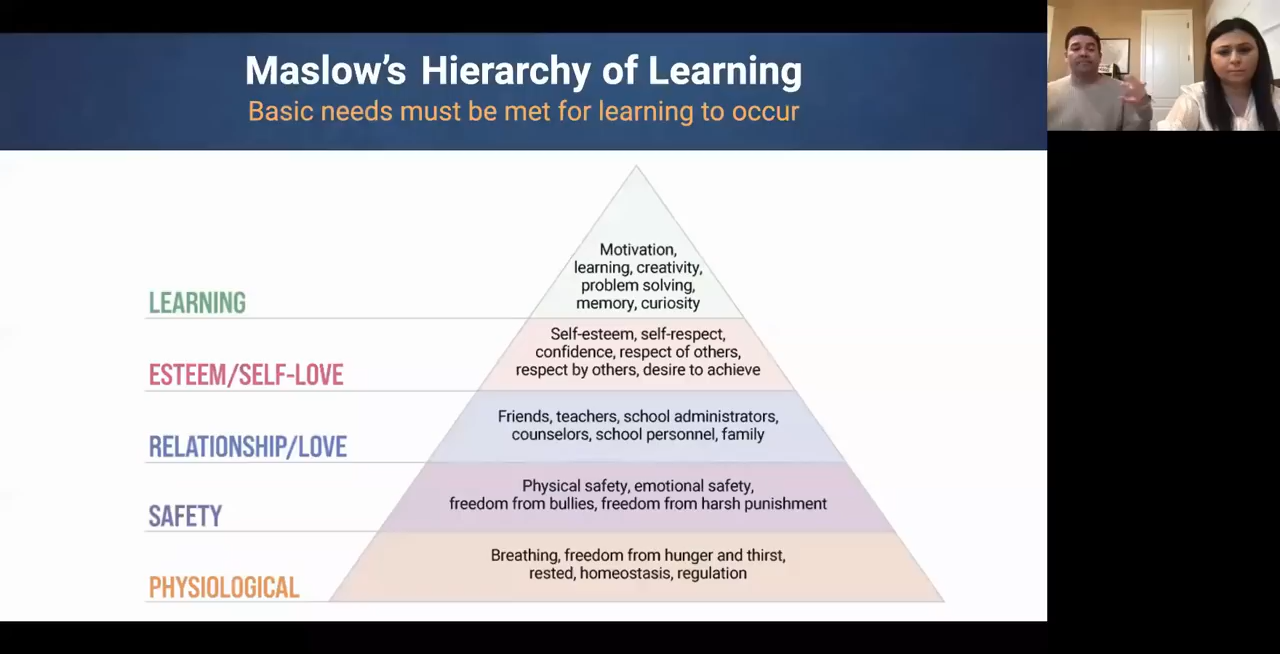 Maslow's Hierarchy of Learning
Basic needs must be met for learning to occur
LEARNING
Motivation,
learning, creativity,
problem solving,
memory, curiosity
ESTEEM/SELF-LOVE
Self-esteem, self-respect,
confidence, respect of others,
respect by others, desire to achieve
RELATIONSHIP/LOVE
Friends, teachers, school administrators,
counselors, school personnel, family
SAFETY
Physical safety, emotional safety,
freedom from bullies, freedom from harsh punishment
PHYSIOLOGICAL
Breathing, freedom from hunger and thirst,
rested, homeostasis, regulation